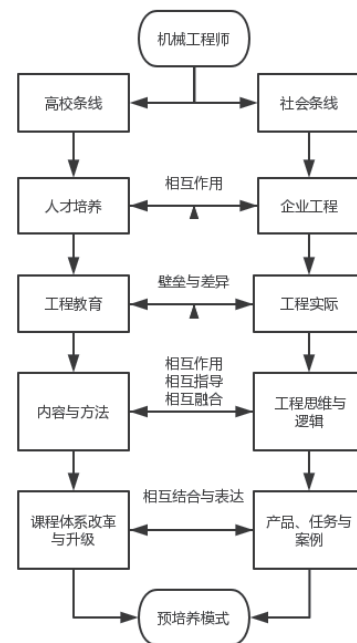 机械工程师
高校条线
社会条线
人才培养
相互作用
企业工程
工程教育
壁垒与差异
工程实际
内容与方法
相互作用
相互指导
相互融合
工程思维与
逻辑
课程体系改革
与升级
相互结合与表达
产品、任务与
案例
预培养模式